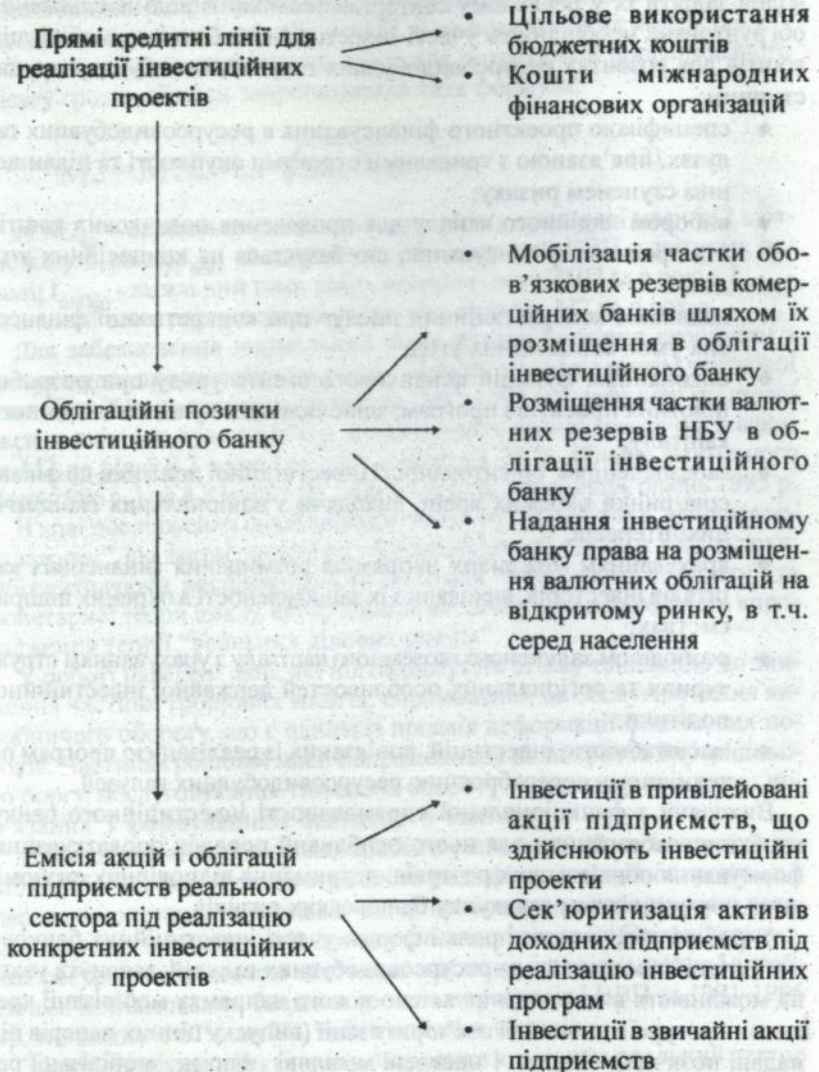 Прямі кредитні лінії для
реалізації інвестиційних
проектів
• Цільове використання
бюджетних коштів
• Кошти міжнародних
фінансових організацій
Облігаційні позички
інвестиційного банку
• Мобілізація частки обо-
в’язкових резервів комер-
ційних банків шляхом їх
розміщення в облігації
інвестиційного банку
• Розміщення частки валют-
них резервів НБУ в об-
лігації інвестиційного
банку
• Надання інвестиційному
банку права на розміщен-
ня валютних облігацій на
відкритому ринку, в т.ч.
серед населення
Емісія акцій і облігацій
підприємств реального
сектора під реалізацію
конкретних інвестиційних
проектів
• Інвестиції в привілейовані
акції підприємств, що
здійснюють інвестиційні
проекти
• Сек’юритизація активів
доходних підприємств під
реалізацію інвестиційних
програм
• Інвестиції в звичайні акції
підприємств